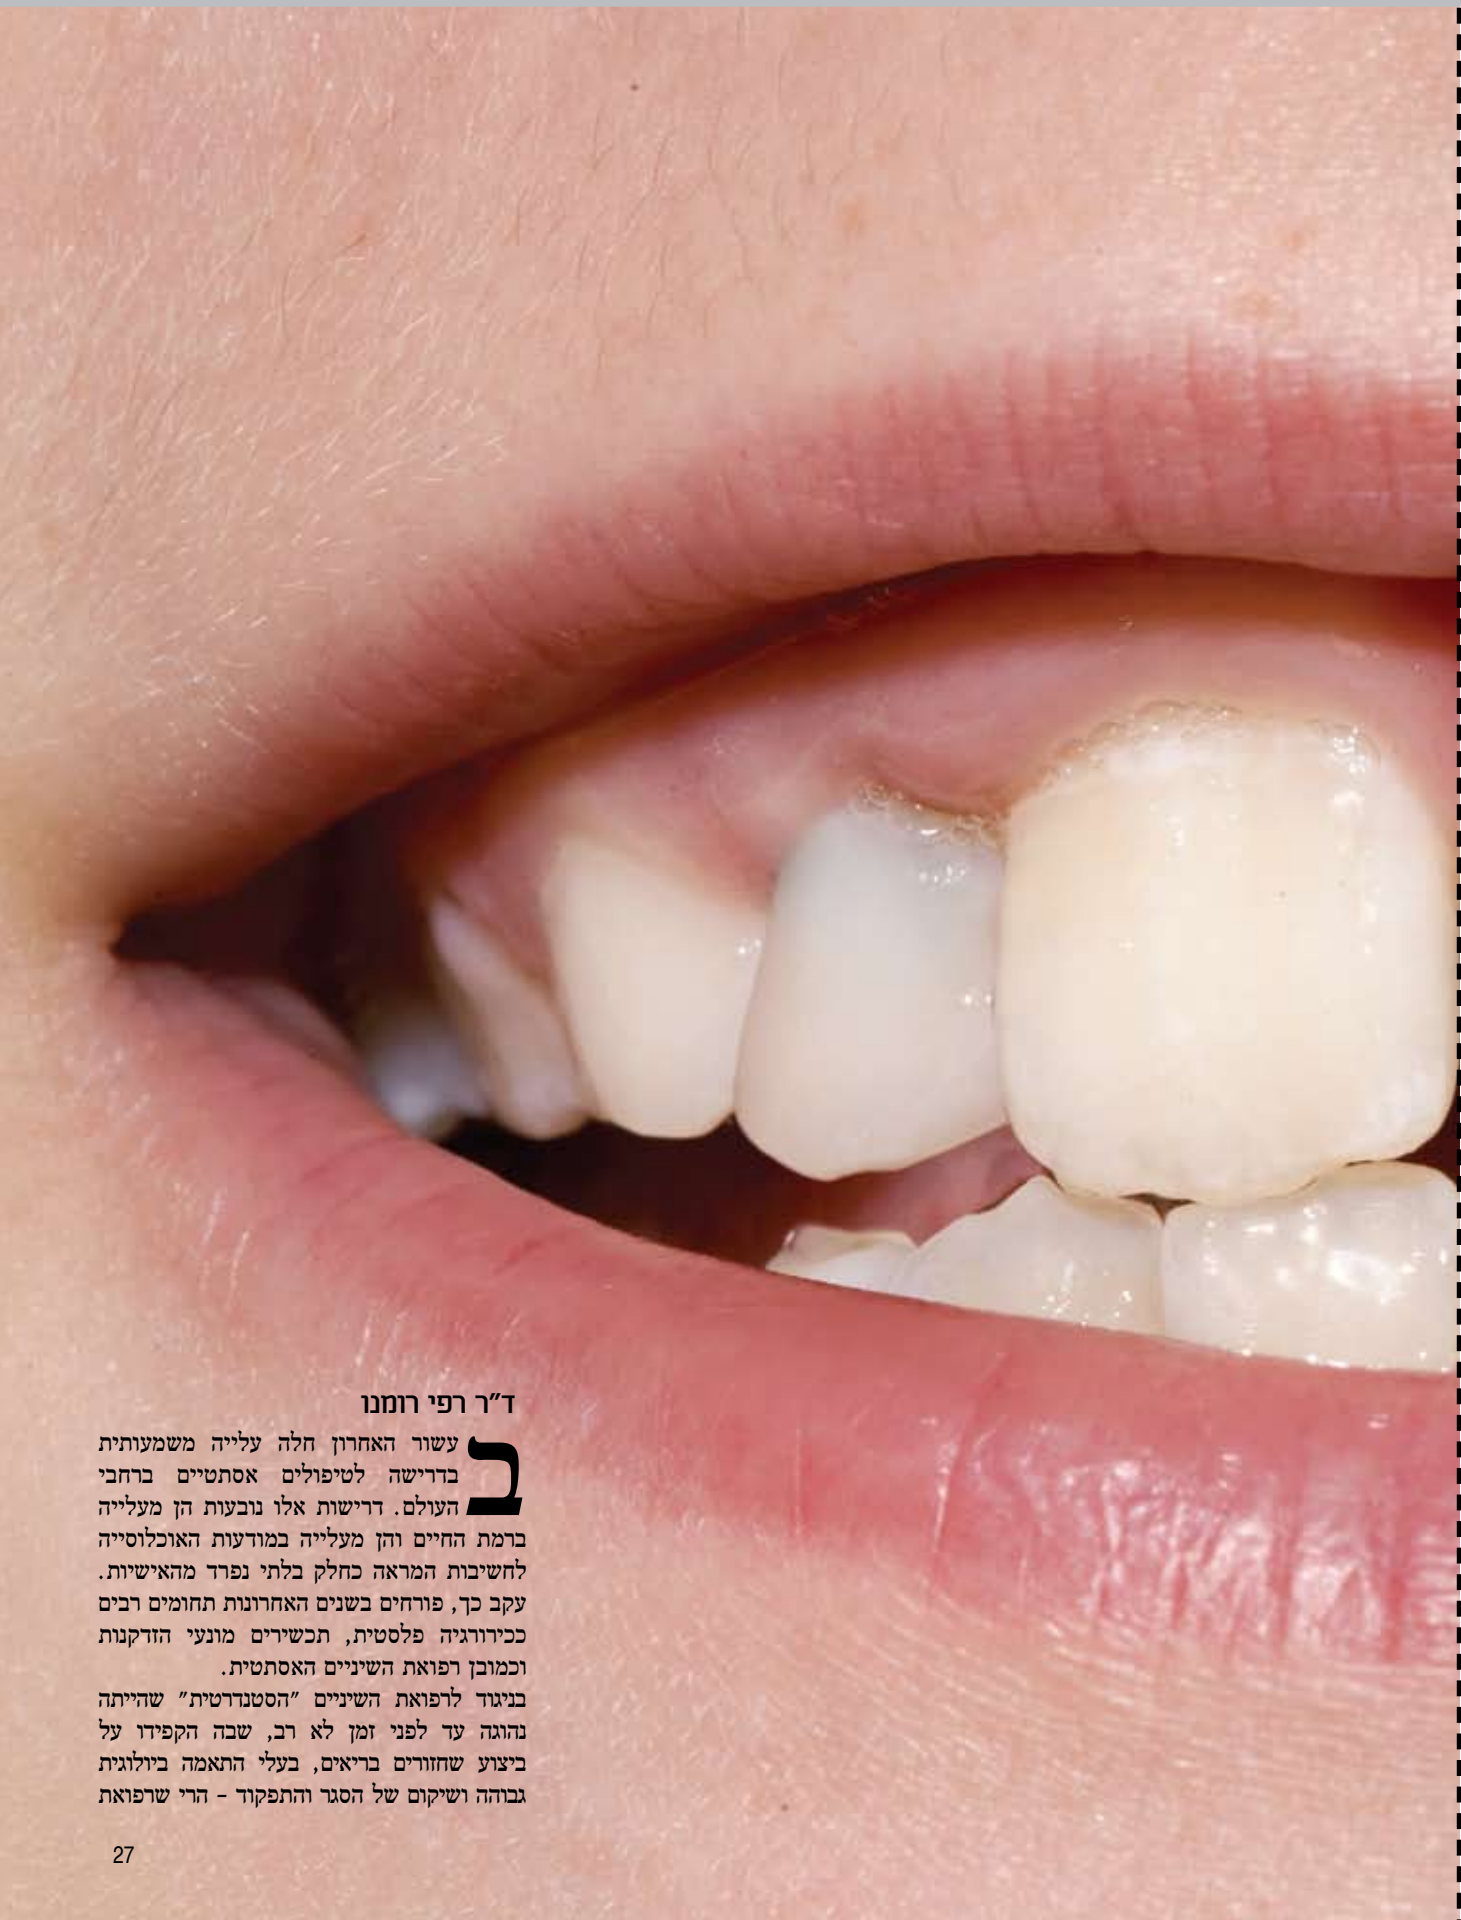 ד"ר רפי רומנו
בעשור האחרון חלה עלייה משמעותית
בדרישה לטיפולים אסתטיים ברחבי
העולם. דרישות אלו נובעות הן מעלייה
ברמת החיים והן מעלייה במודעות האוכלוסייה
לחשיבות המראה כחלק בלתי נפרד מהאישיות.
עקב כך, פורחים בשנים האחרונות תחומים רבים
ככירורגיה פלסטית, תכשירים מונעי הזדקנות
וכמובן רפואת השיניים האסתטית.
בניגוד לרפואת השיניים "הסטנדרטית" שהייתה
נהוגה עד לפני זמן לא רב, שבה הקפידו על
ביצוע שחזורים בריאים, בעלי התאמה ביולוגית
גבוהה ושיקום של הסגר והתפקוד - הרי שרפואת
27